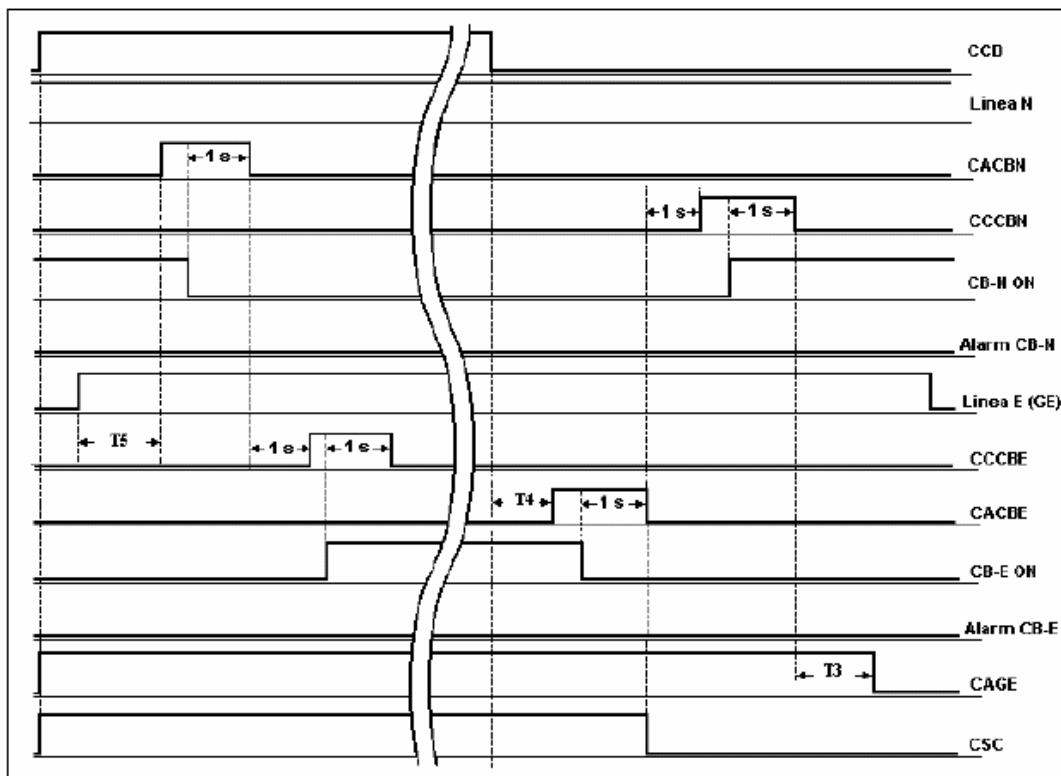 CCD
Linea N
1 s
CACBN
1 s
1 s
CCCBN
CB-N ON
Alarm CB-N
Linea E (GE)
T5
1 s
1 s
CCCBE
T4
1 s
CACBE
CB-E ON
Alarm CB-E
T3
CAGE
CSC